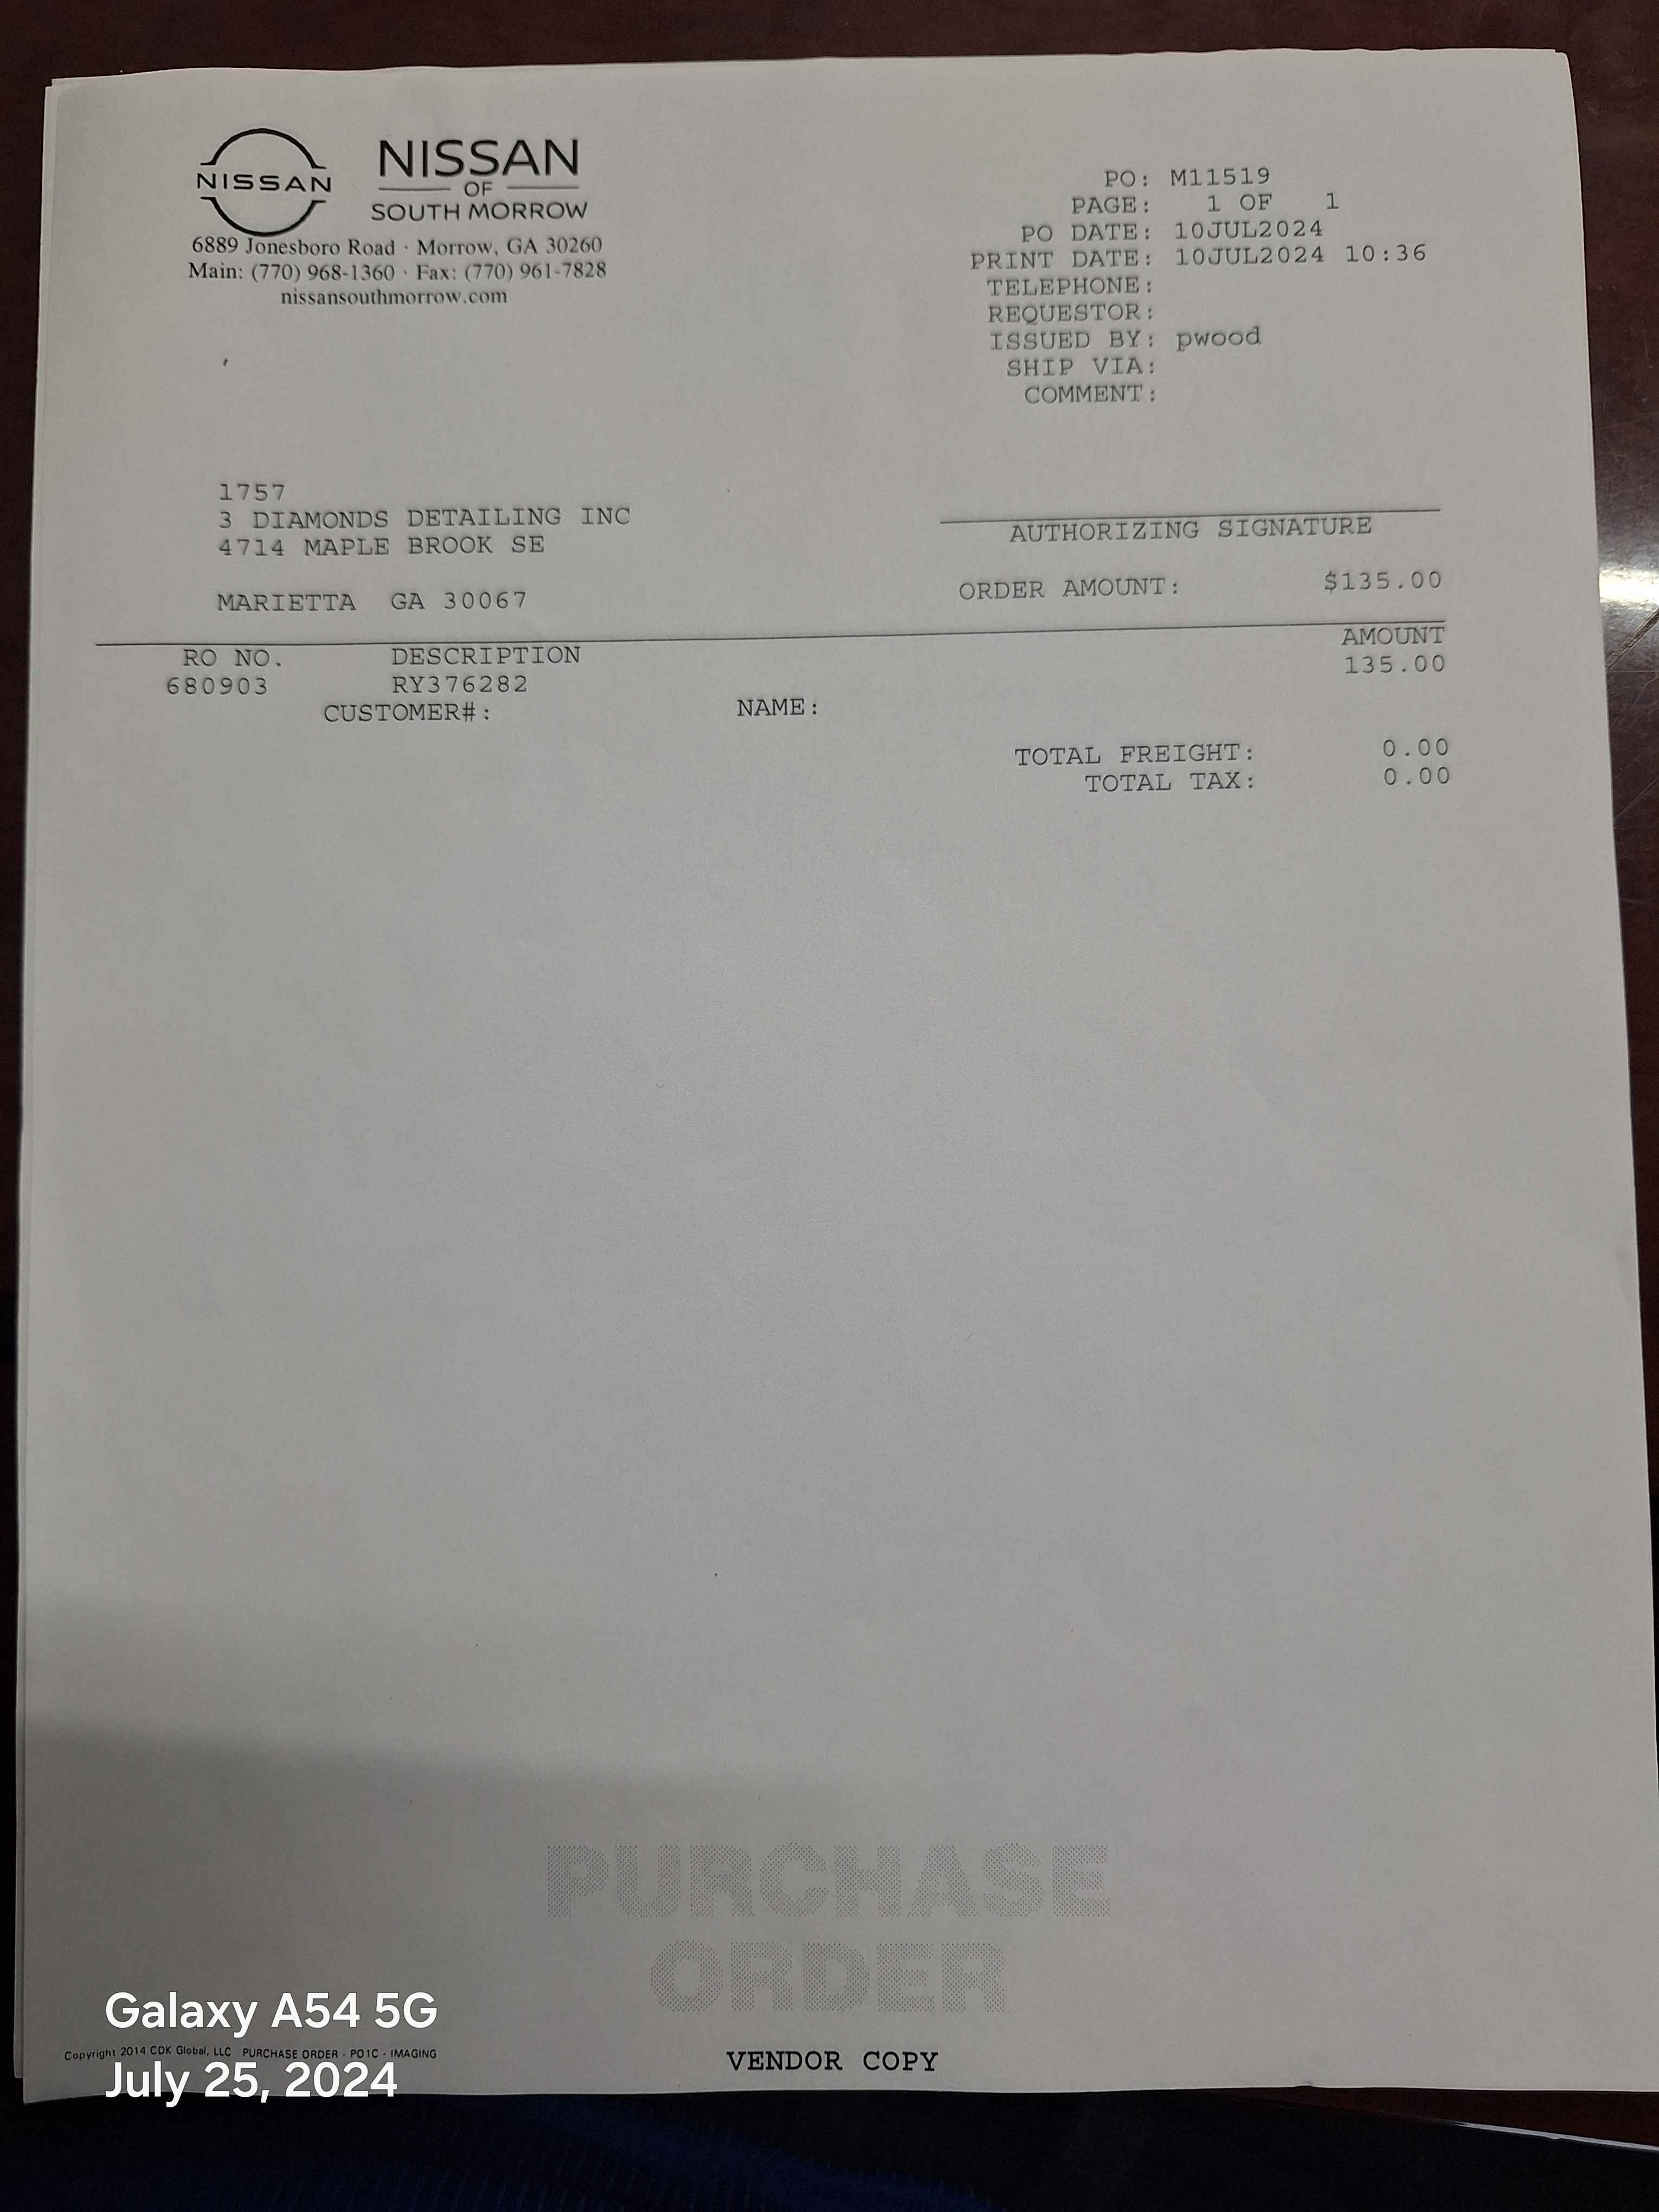 NISSAN
NISSAN
OF
SOUTH MORROW
6889 Jonesboro Road · Morrow, GA 30260
Main: (770) 968-1360 · Fax: (770) 961-7828
nissansouthmorrow.com
PO: M11519
PAGE: 1 OF 1
PO DATE: 10JUL2024
PRINT DATE: 10JUL2024 10:36
TELEPHONE:
REQUESTOR:
ISSUED BY: pwood
SHIP VIA:
COMMENT:
1757
3 DIAMONDS DETAILING INC
4714 MAPLE BROOK SE
MARIETTA GA 30067
AUTHORIZING SIGNATURE
ORDER AMOUNT: $135.00
RO NO. DESCRIPTION AMOUNT
680903 RY376282 135.00
CUSTOMER#: NAME:
TOTAL FREIGHT: 0.00
TOTAL TAX: 0.00
PURCHASE
ORDER
Galaxy A54 5G
Copyright 2014 CDK Global, LLC PURCHASE ORDER - PO1C - IMAGING
VENDOR COPY
July 25, 2024